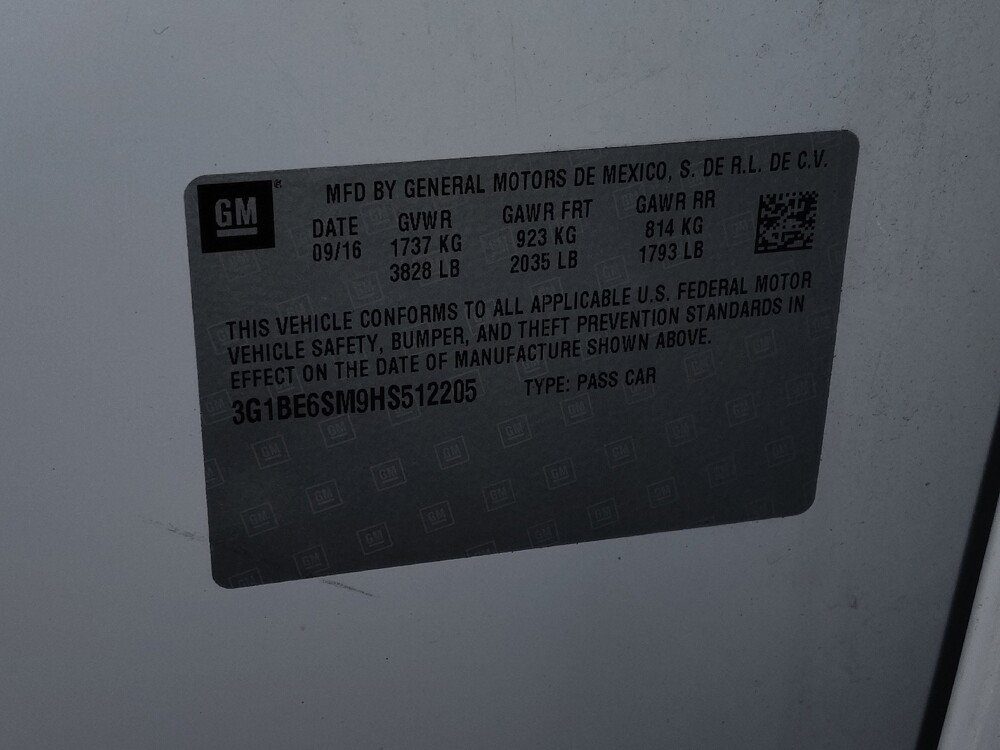 GM
MFD BY GENERAL MOTORS DE MEXICO, S. DE R.L. DE C.V.
DATE GVWR GAWR FRT GAWR RR
09/16 1737 KG 923 KG 814 KG
3828 LB 2035 LB 1793 LB
THIS VEHICLE CONFORMS TO ALL APPLICABLE U.S. FEDERAL MOTOR
VEHICLE SAFETY, BUMPER, AND THEFT PREVENTION STANDARDS IN
EFFECT ON THE DATE OF MANUFACTURE SHOWN ABOVE.
3G1BE6SM9HS512205 TYPE: PASS CAR